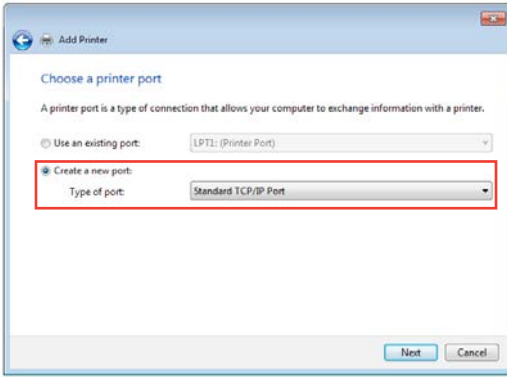 Add Printer
Choose a printer port
A printer port is a type of connection that allows your computer to exchange information with a printer.
Use an existing port: LPT1: (Printer Port)
Create a new port:
Type of port: Standard TCP/IP Port
Next Cancel